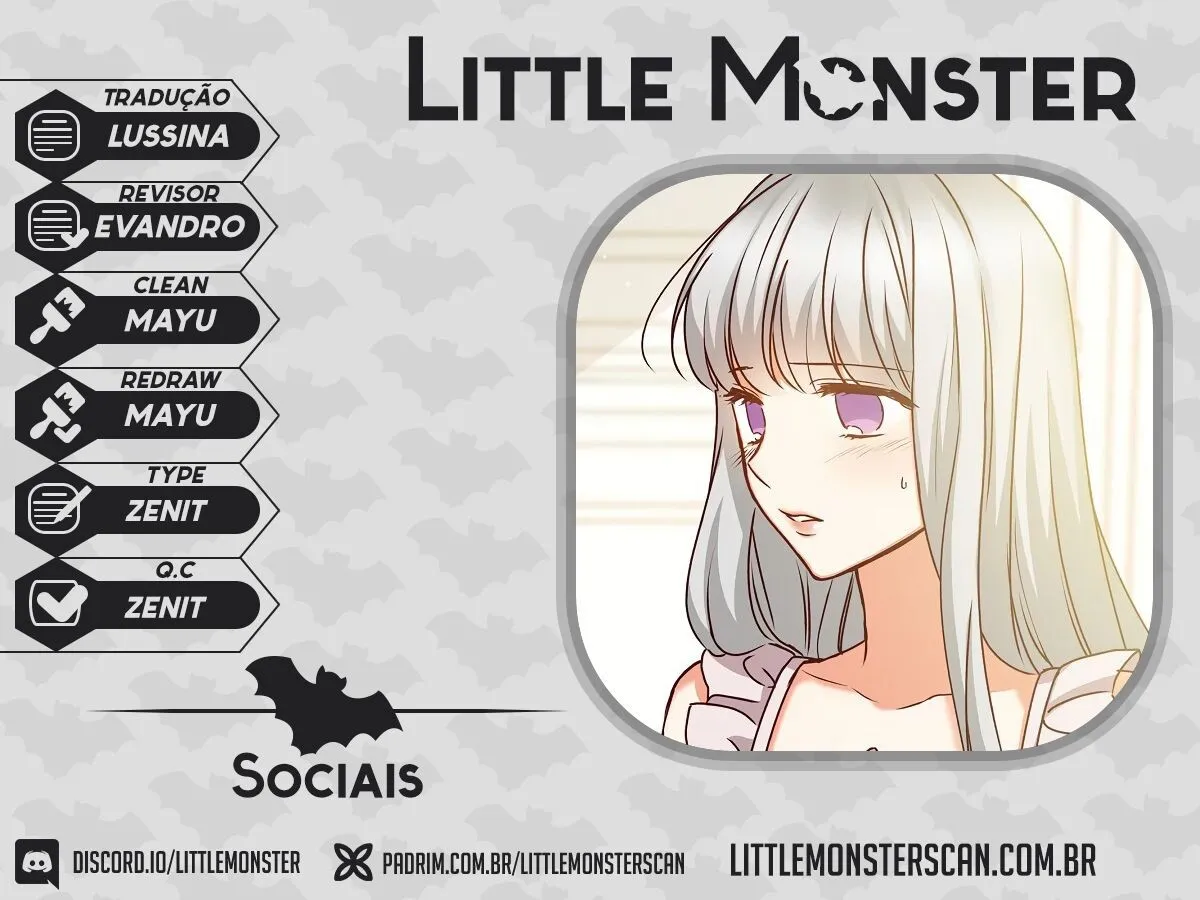 LITTLE MONSTER
TRADUÇÃO
LUSSINA
REVISOR
EVANDRO
CLEAN
MAYU
REDRAW
MAYU
TYPE
ZENIT
Q.C
ZENIT
SOCIAIS
DISCORD.IO/LITTLEMONSTER
PADRIM.COM.BR/LITTLEMONSTERSCAN
LITTLEMONSTERSCAN.COM.BR